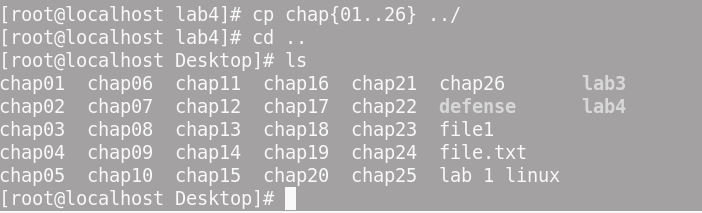 [root@localhost lab4]# cp chap{01..26} ../
[root@localhost lab4]# cd ..
[root@localhost Desktop]# ls
chap01  chap06  chap11  chap16  chap21  chap26       lab3
chap02  chap07  chap12  chap17  chap22  defense      lab4
chap03  chap08  chap13  chap18  chap23  file1
chap04  chap09  chap14  chap19  chap24  file.txt
chap05  chap10  chap15  chap20  chap25  lab 1 linux
[root@localhost Desktop]#